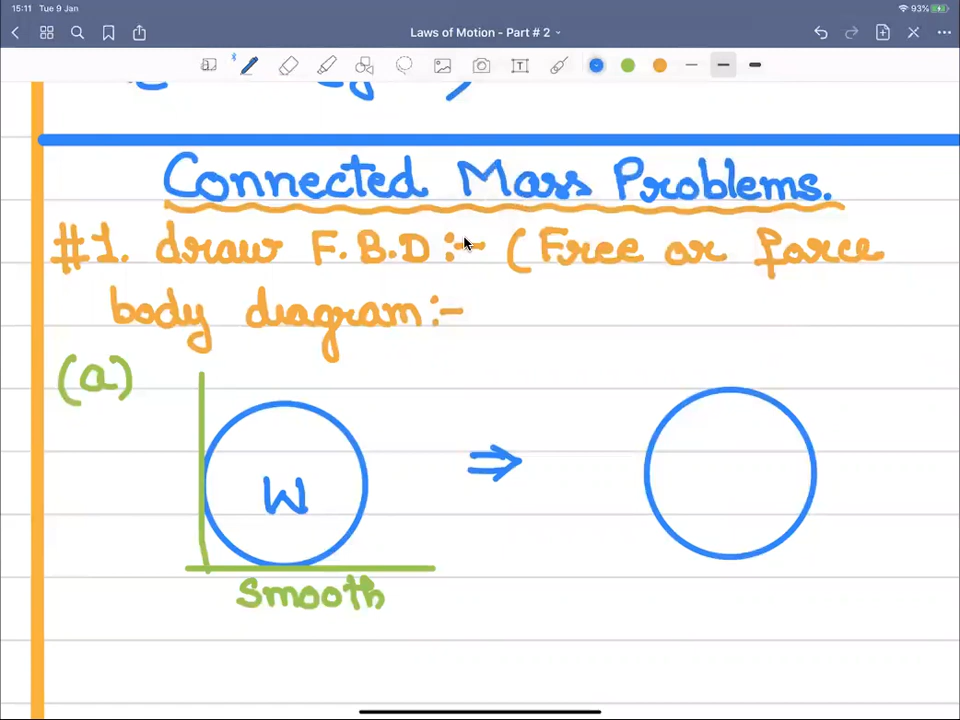 15:11 Tue 9 Jan
93%
Laws of Motion - Part # 2
Connected Mass Problems.
#1. draw F.B.D :- (Free or force
body diagram:-
(a)
W
⇒
Smooth